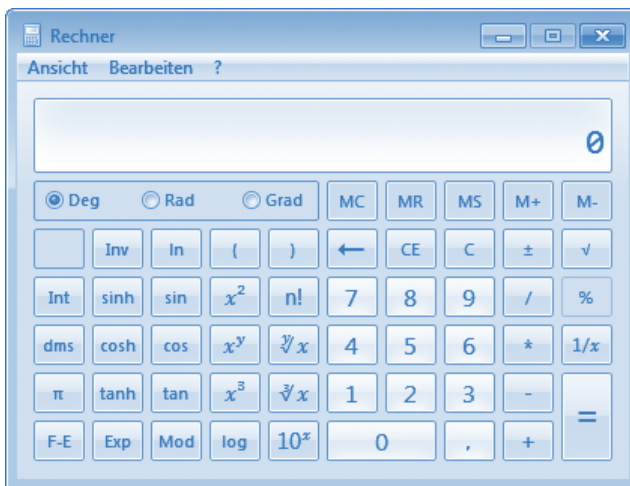 Rechner
Ansicht Bearbeiten ?
0
Deg Rad Grad MC MR MS M+ M-
Inv ln ( ) ← CE C ± √
Int sinh sin x² n! 7 8 9 / %
dms cosh cos xʸ ʸ√x 4 5 6 * 1/x
π tanh tan x³ ³√x 1 2 3 - =
F-E Exp Mod log 10ˣ 0 , +